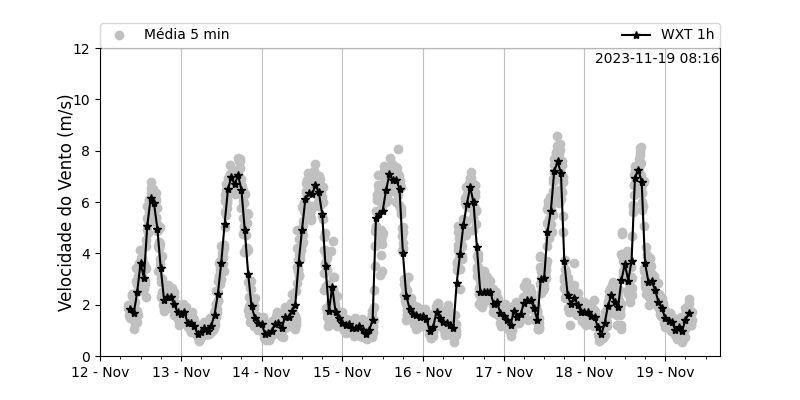 Média 5 min
WXT 1h
2023-11-19 08:16
Velocidade do Vento (m/s)
12
10
8
6
4
2
0
12 - Nov
13 - Nov
14 - Nov
15 - Nov
16 - Nov
17 - Nov
18 - Nov
19 - Nov